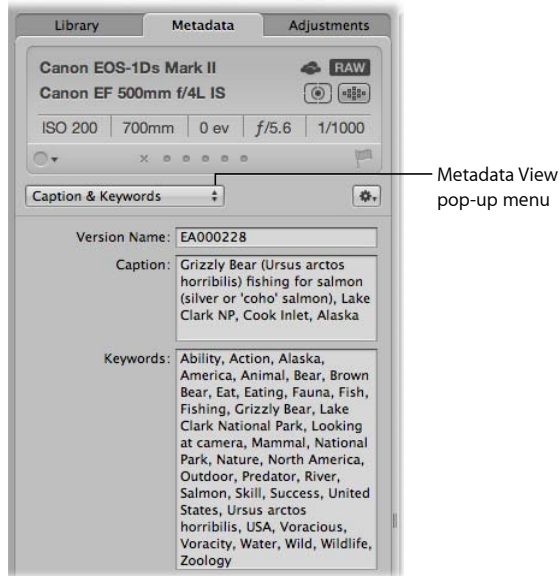 Library Metadata Adjustments
Canon EOS-1Ds Mark II RAW
Canon EF 500mm f/4L IS
ISO 200 700mm 0 ev f/5.6 1/1000
Caption & Keywords
Metadata View
pop-up menu
Version Name: EA000228
Caption: Grizzly Bear (Ursus arctos
horribilis) fishing for salmon
(silver or 'coho' salmon), Lake
Clark NP, Cook Inlet, Alaska
Keywords: Ability, Action, Alaska,
America, Animal, Bear, Brown
Bear, Eat, Eating, Fauna, Fish,
Fishing, Grizzly Bear, Lake
Clark National Park, Looking
at camera, Mammal, National
Park, Nature, North America,
Outdoor, Predator, River,
Salmon, Skill, Success, United
States, Ursus arctos
horribilis, USA, Voracious,
Voracity, Water, Wild, Wildlife,
Zoology